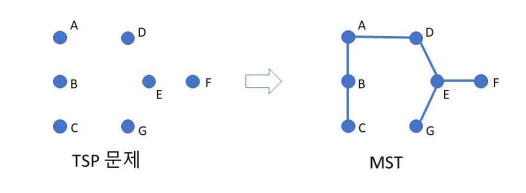 A D A D
B E F B E F
C G C G
TSP 문제 MST